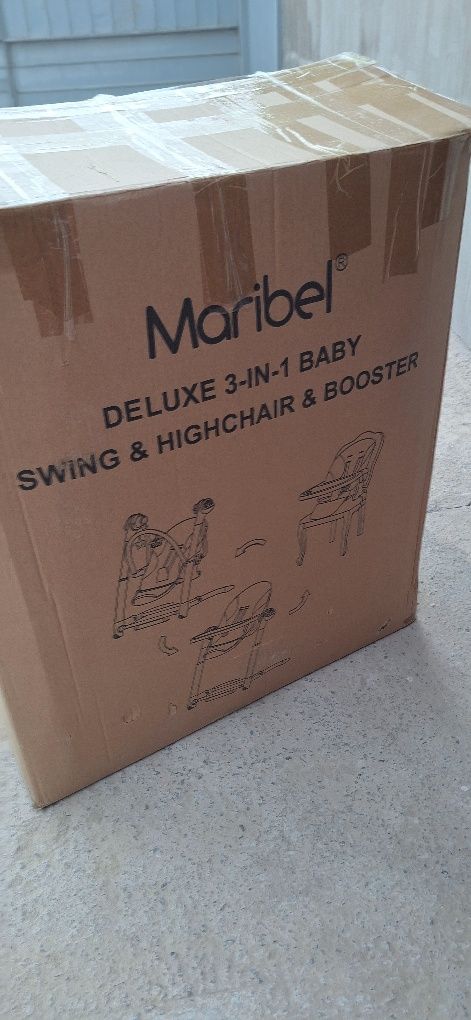 Maribel®
DELUXE 3-IN-1 BABY
SWING & HIGHCHAIR & BOOSTER